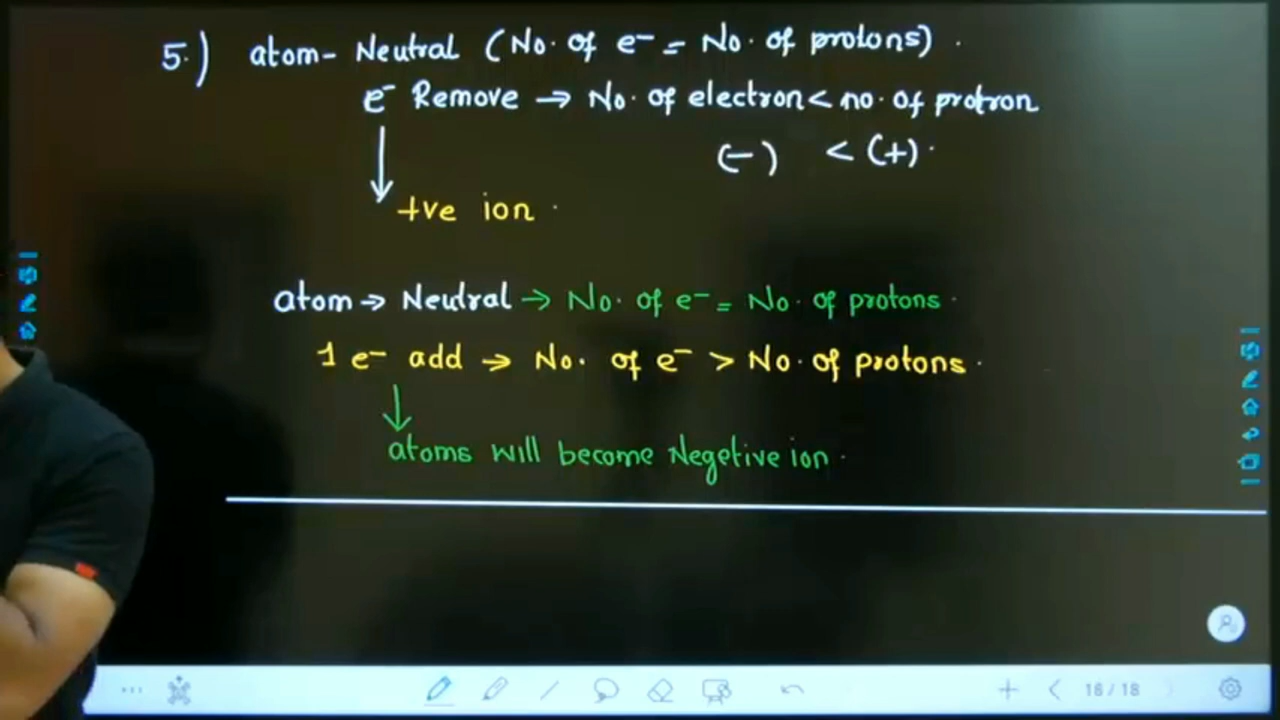 5.) atom- Neutral (No. of e⁻ = No. of protons).
e⁻ Remove → No. of electron < no. of protron
(-) < (+).
↓
+ve ion.
atom → Neutral → No. of e⁻ = No. of protons.
1 e⁻ add → No. of e⁻ > No. of protons.
↓
atoms will become Negetive ion.
18 / 18